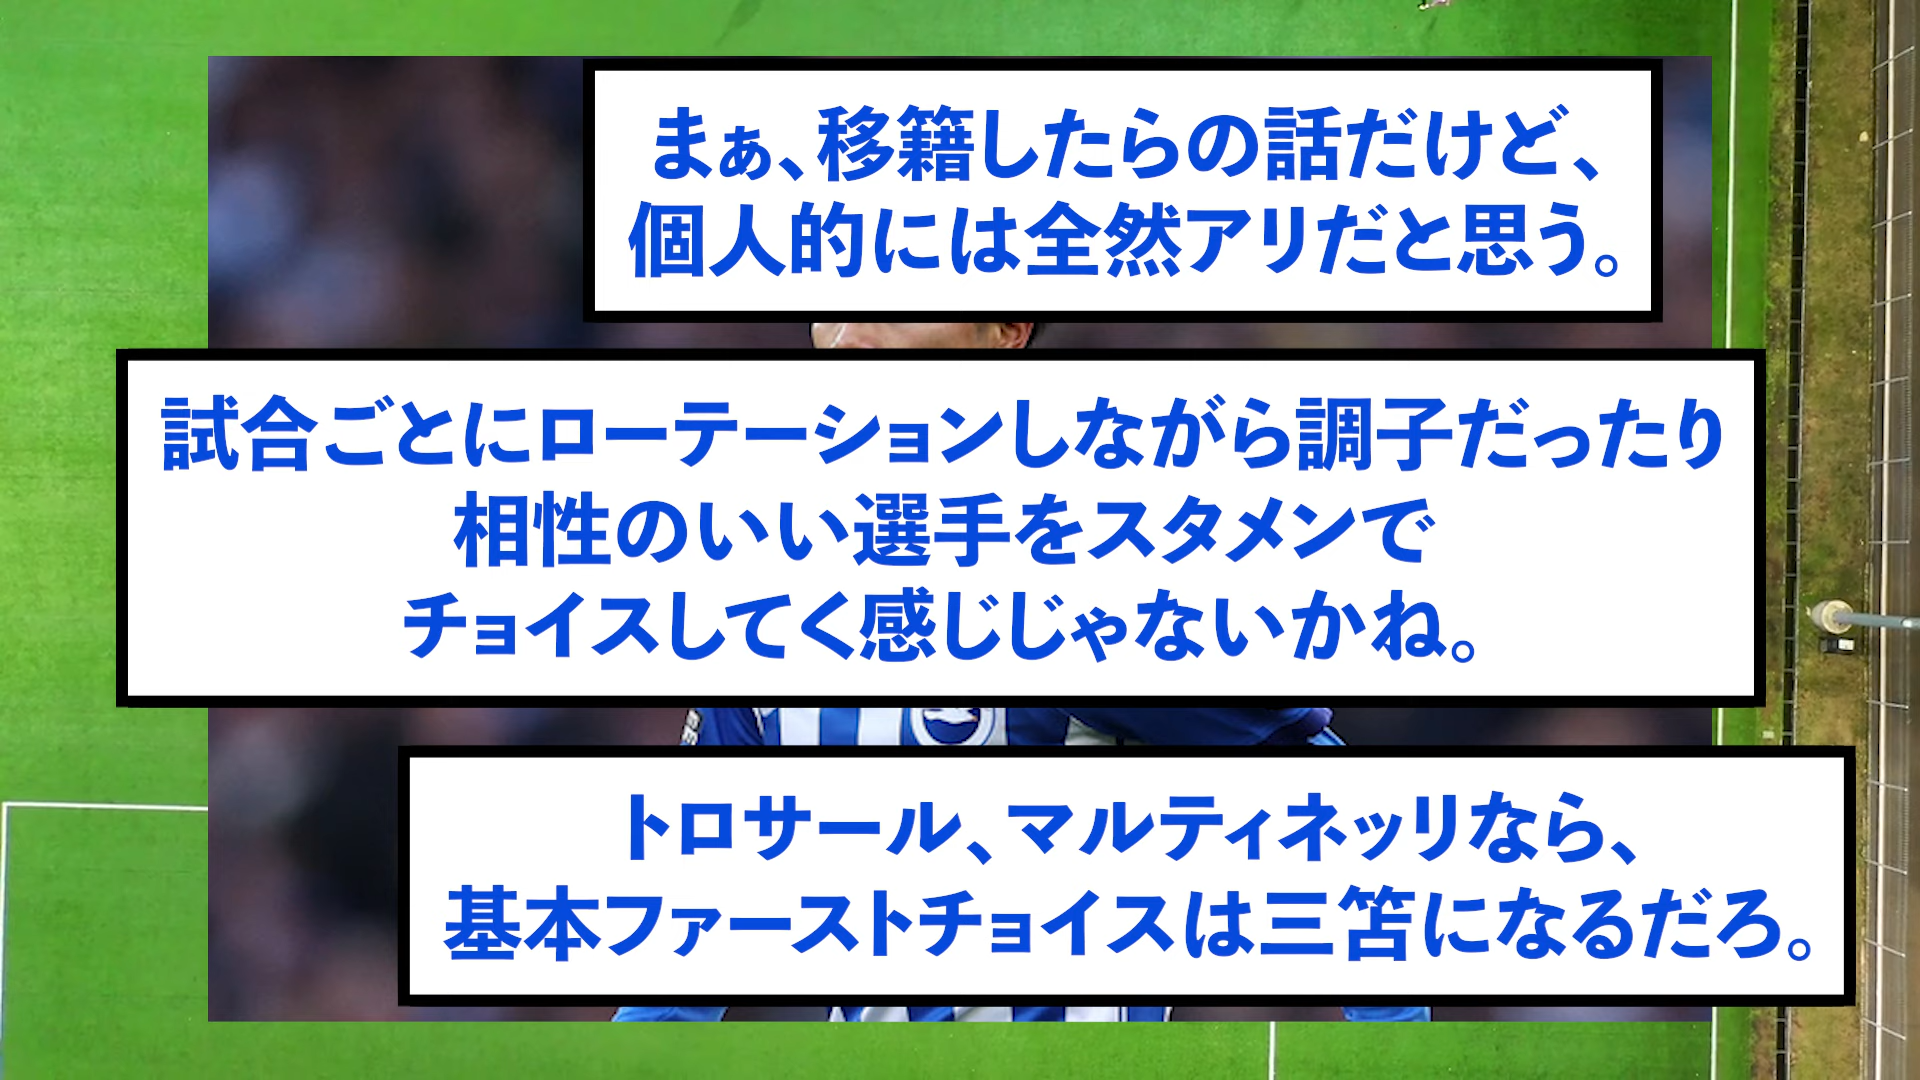 まぁ、移籍したらの話だけど、
個人的には全然アリだと思う。
試合ごとにローテーションしながら調子だったり
相性のいい選手をスタメンで
チョイスしてく感じじゃないかね。
トロサール、マルティネッリなら、
基本ファーストチョイスは三笘になるだろ。